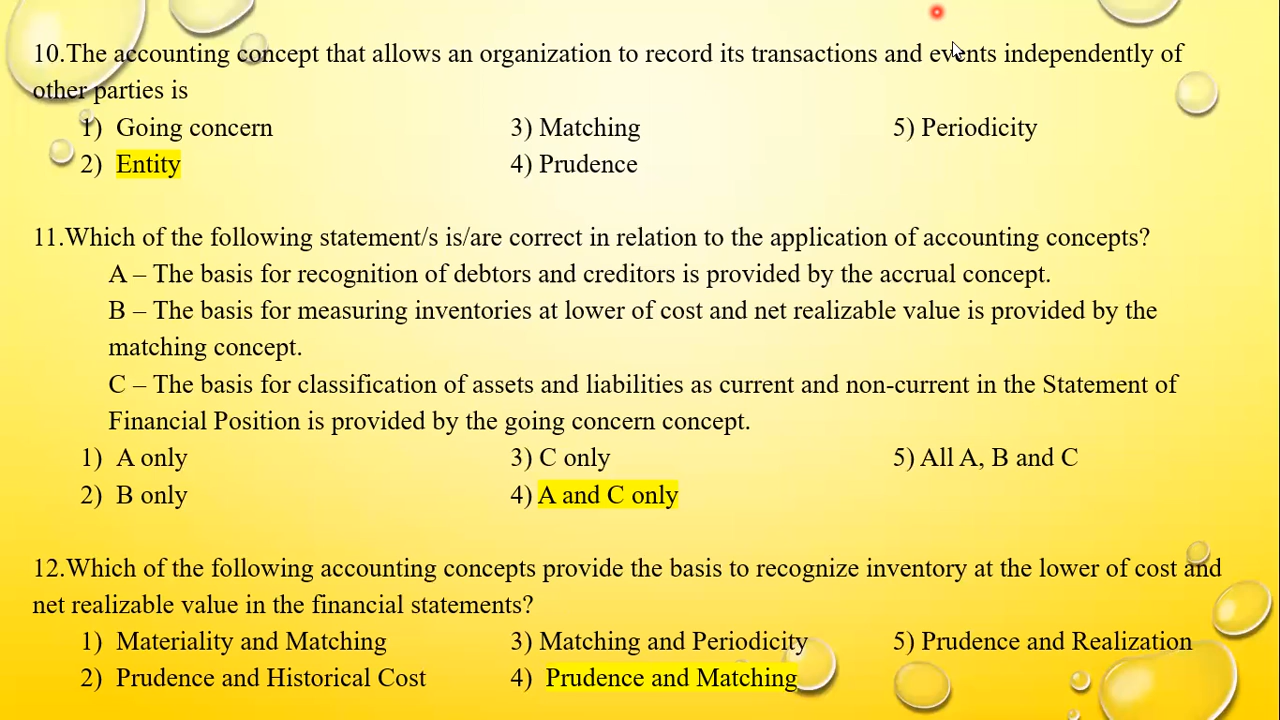 10.The accounting concept that allows an organization to record its transactions and events independently of
other parties is
1) Going concern 3) Matching 5) Periodicity
2) Entity 4) Prudence
11.Which of the following statement/s is/are correct in relation to the application of accounting concepts?
A – The basis for recognition of debtors and creditors is provided by the accrual concept.
B – The basis for measuring inventories at lower of cost and net realizable value is provided by the
matching concept.
C – The basis for classification of assets and liabilities as current and non-current in the Statement of
Financial Position is provided by the going concern concept.
1) A only 3) C only 5) All A, B and C
2) B only 4) A and C only
12.Which of the following accounting concepts provide the basis to recognize inventory at the lower of cost and
net realizable value in the financial statements?
1) Materiality and Matching 3) Matching and Periodicity 5) Prudence and Realization
2) Prudence and Historical Cost 4) Prudence and Matching